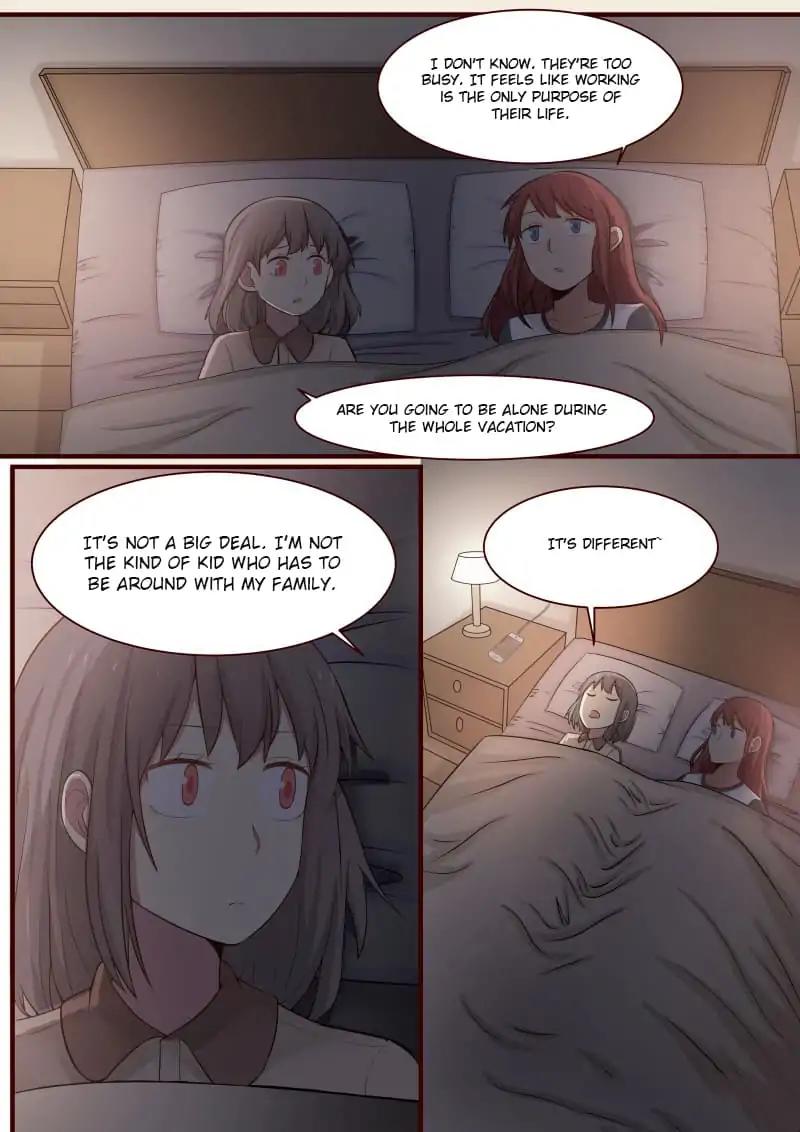 I DON'T KNOW. THEY'RE TOO
BUSY. IT FEELS LIKE WORKING
IS THE ONLY PURPOSE OF
THEIR LIFE.
ARE YOU GOING TO BE ALONE DURING
THE WHOLE VACATION?
IT'S NOT A BIG DEAL. I'M NOT
THE KIND OF KID WHO HAS TO
BE AROUND WITH MY FAMILY.
IT'S DIFFERENT~